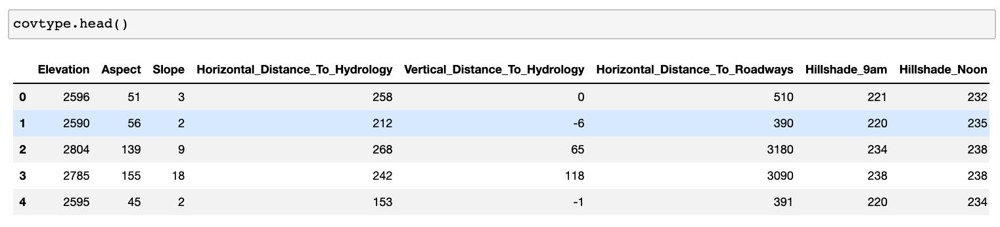 covtype.head()
Elevation Aspect Slope Horizontal_Distance_To_Hydrology Vertical_Distance_To_Hydrology Horizontal_Distance_To_Roadways Hillshade_9am Hillshade_Noon
0 2596 51 3 258 0 510 221 232
1 2590 56 2 212 -6 390 220 235
2 2804 139 9 268 65 3180 234 238
3 2785 155 18 242 118 3090 238 238
4 2595 45 2 153 -1 391 220 234